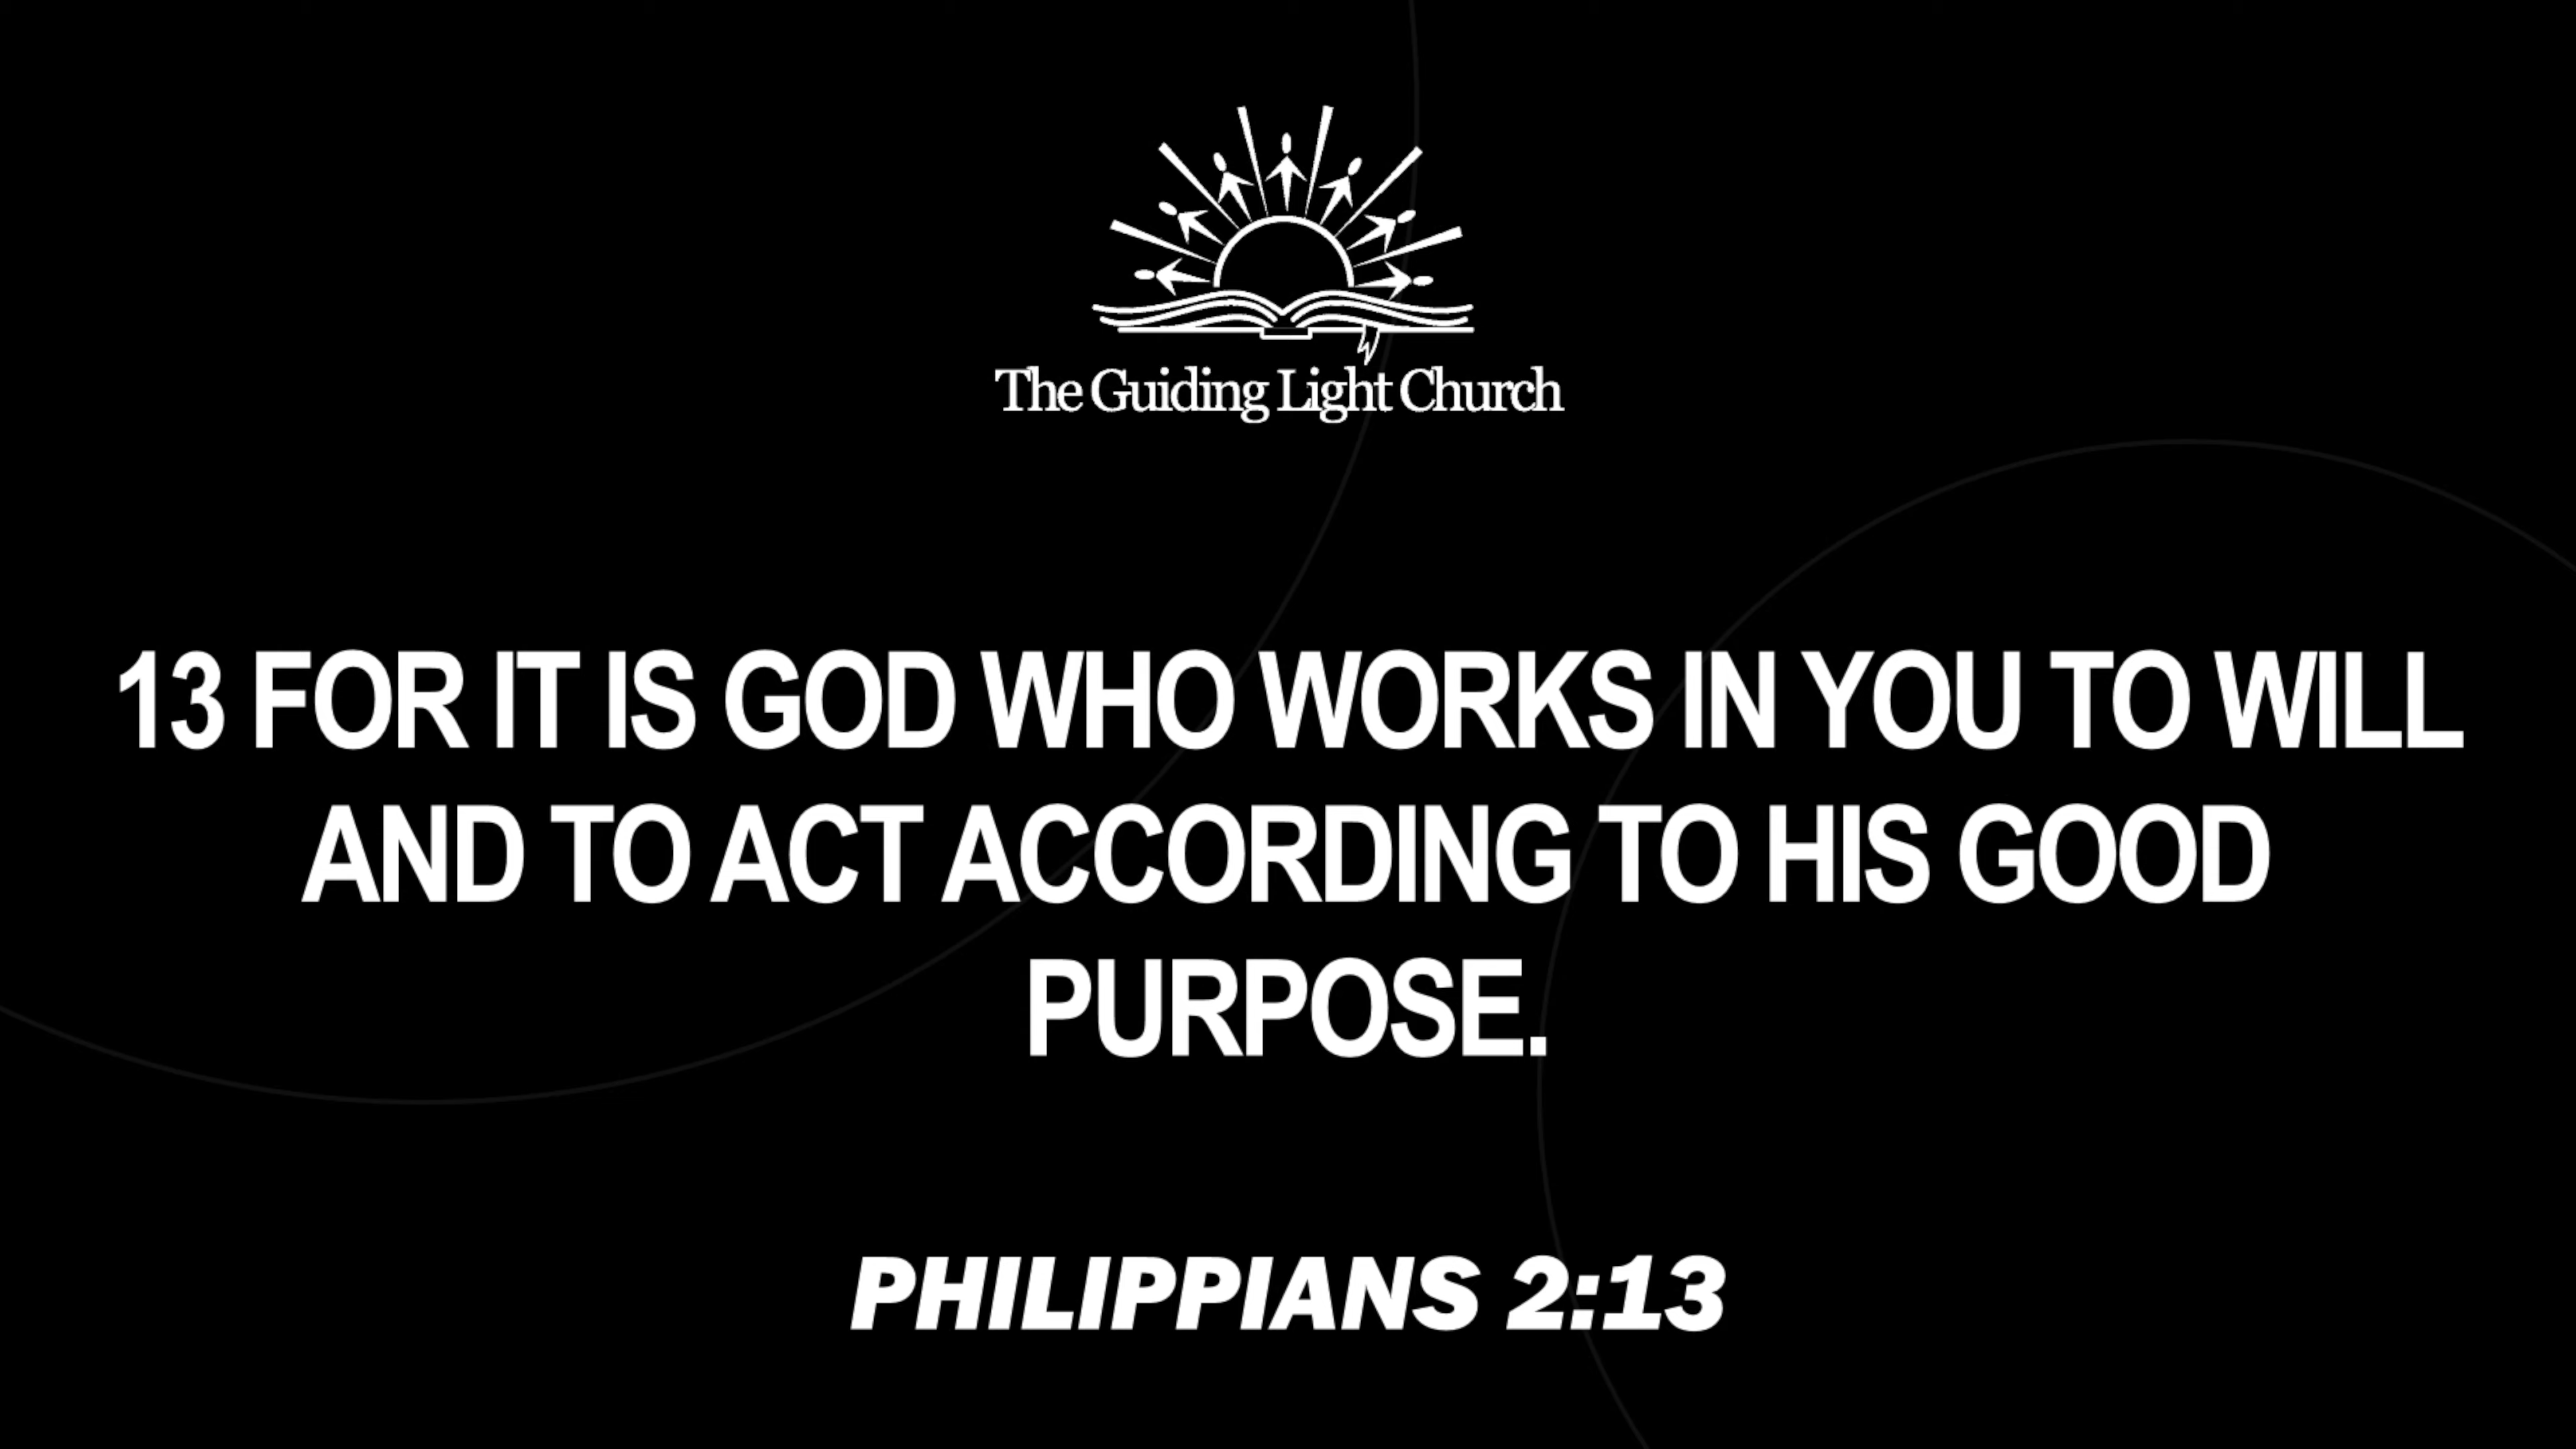 The Guiding Light Church
13 FOR IT IS GOD WHO WORKS IN YOU TO WILL
AND TO ACT ACCORDING TO HIS GOOD
PURPOSE.
PHILIPPIANS 2:13